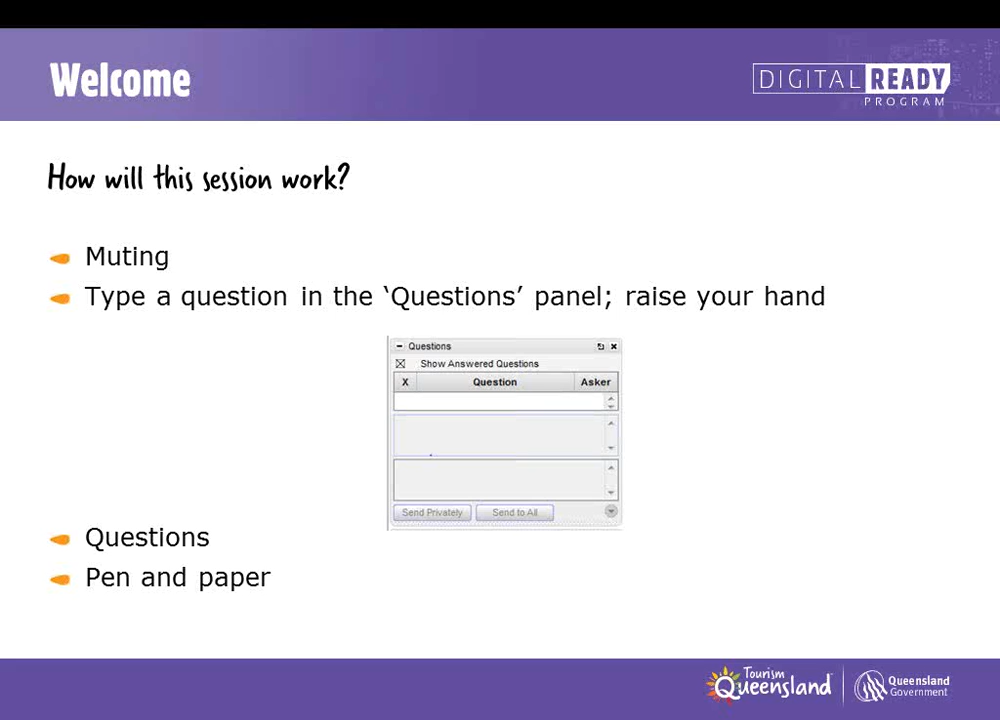 Welcome
DIGITAL READY
PROGRAM
How will this session work?
Muting
Type a question in the ‘Questions’ panel; raise your hand
Questions
Show Answered Questions
X Question Asker
Send Privately Send to All
Questions
Pen and paper
Tourism
Queensland
Queensland
Government